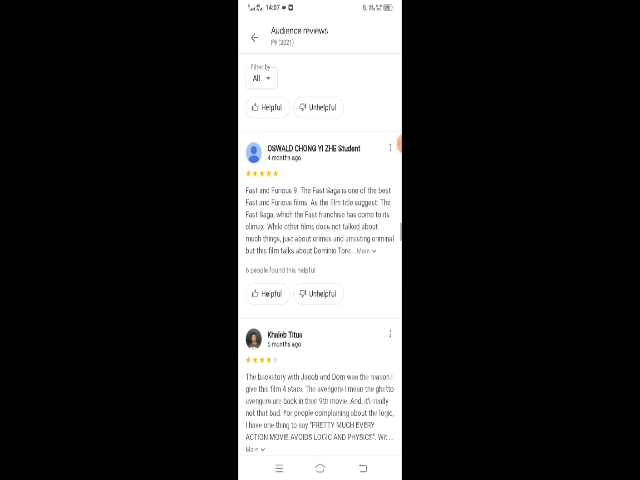 14:07
Audience reviews
F9 (2021)
Filter by
All
Helpful
Unhelpful
OSWALD CHONG YI ZHE Student
4 months ago
Fast and Furious 9: The Fast Saga is one of the best
Fast and Furious films. As the film title suggest: The
Fast Saga, which the Fast franchise has come to its
climax. While other films does not talked about
much things, just about crimes and arresting criminal
but this film talks about Dominic Tore... More
6 people found this helpful
Helpful
Unhelpful
Khaleb Titus
5 months ago
The backstory with Jacob and Dom was the reason I
give this film 4 stars. The avengers I mean the ghetto
avengers are back in their 9th movie. And, it's really
not that bad. For people complaining about the logic,
I have one thing to say "PRETTY MUCH EVERY
ACTION MOVIE AVOIDS LOGIC AND PHYSICS". Wit...
More